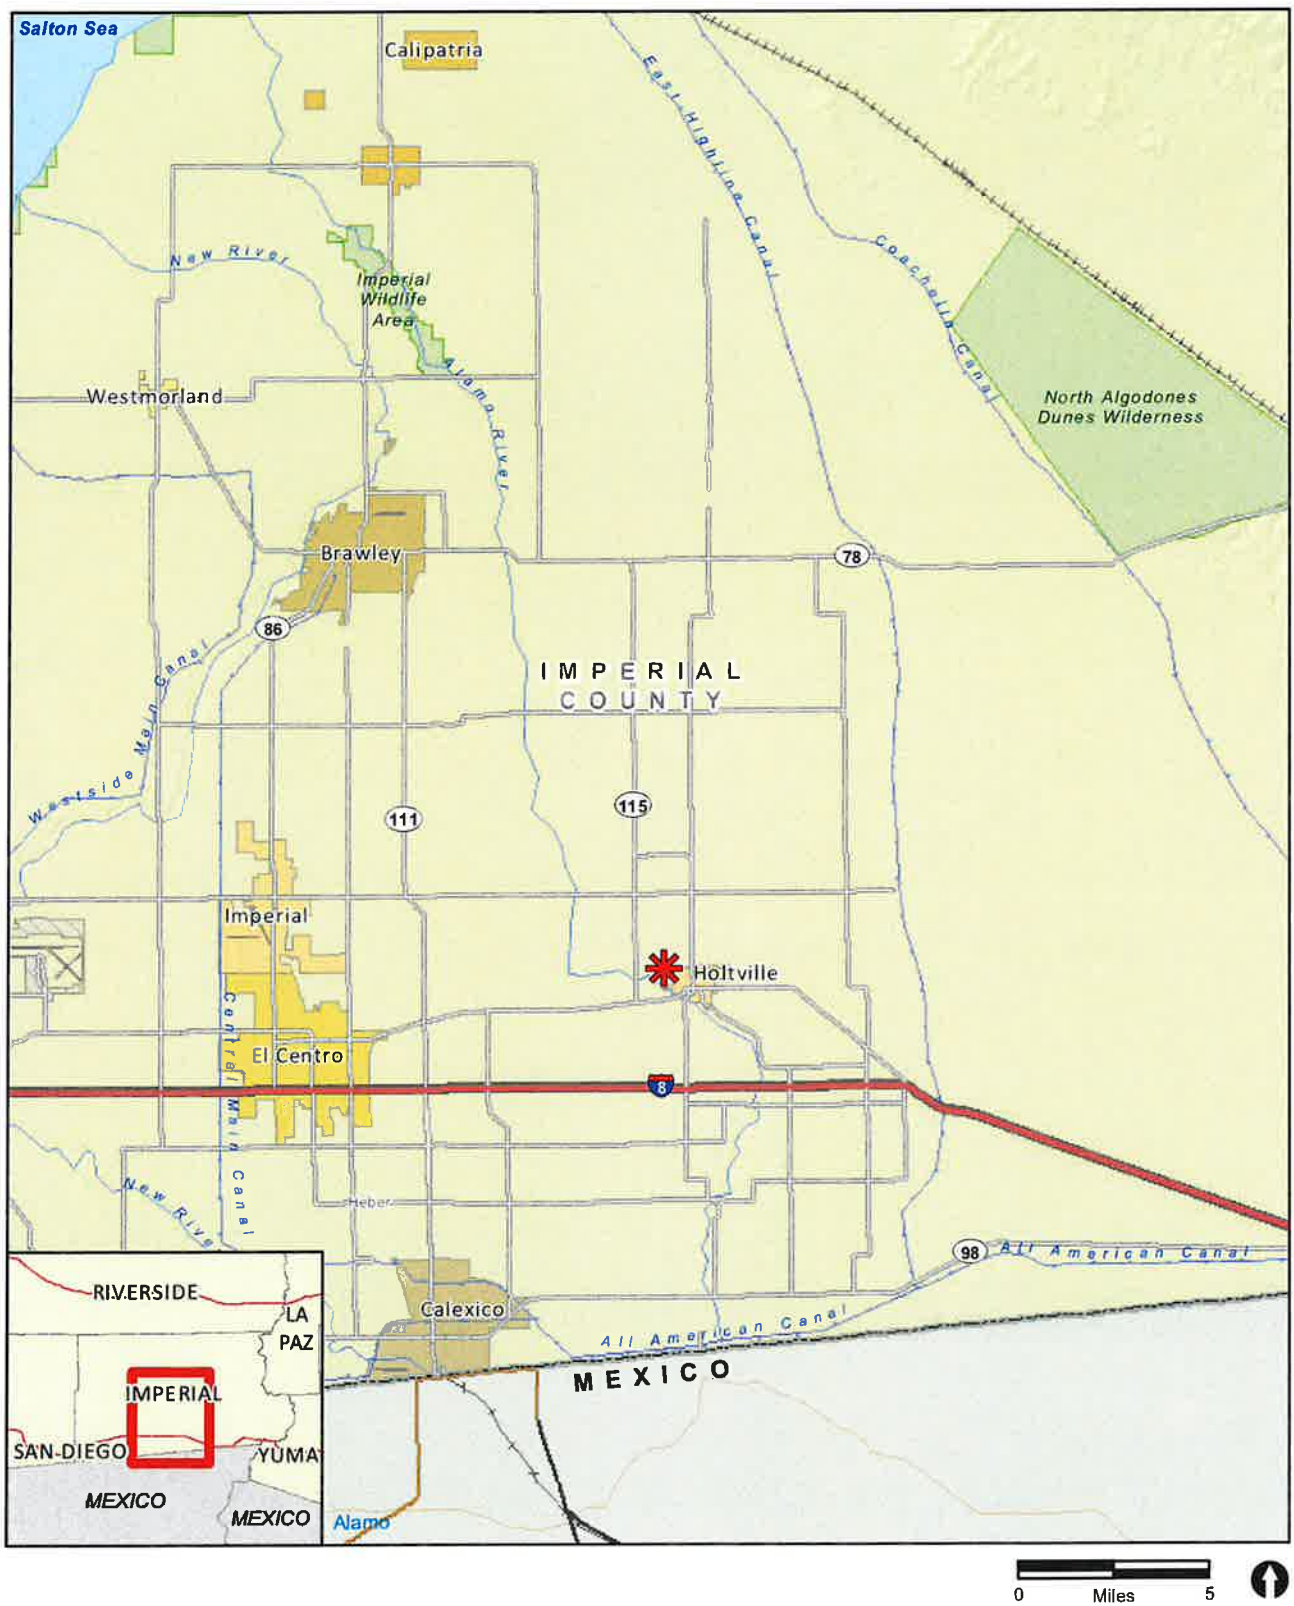 Salton Sea
Calipatria
East Highline Canal
New River
Imperial
Wildlife
Area
Coachella Canal
Alamo River
Westmorland
North Algodones
Dunes Wilderness
Brawley
78
86
IMPERIAL
COUNTY
Westside Main Canal
111
115
Imperial
Holtville
Central Main Canal
El Centro
8
New Rive
Heber
98
All American Canal
Calexico
All American Canal
MEXICO
RIVERSIDE
LA
PAZ
IMPERIAL
SAN DIEGO
YUMA
MEXICO
MEXICO
Alamo
0 Miles 5